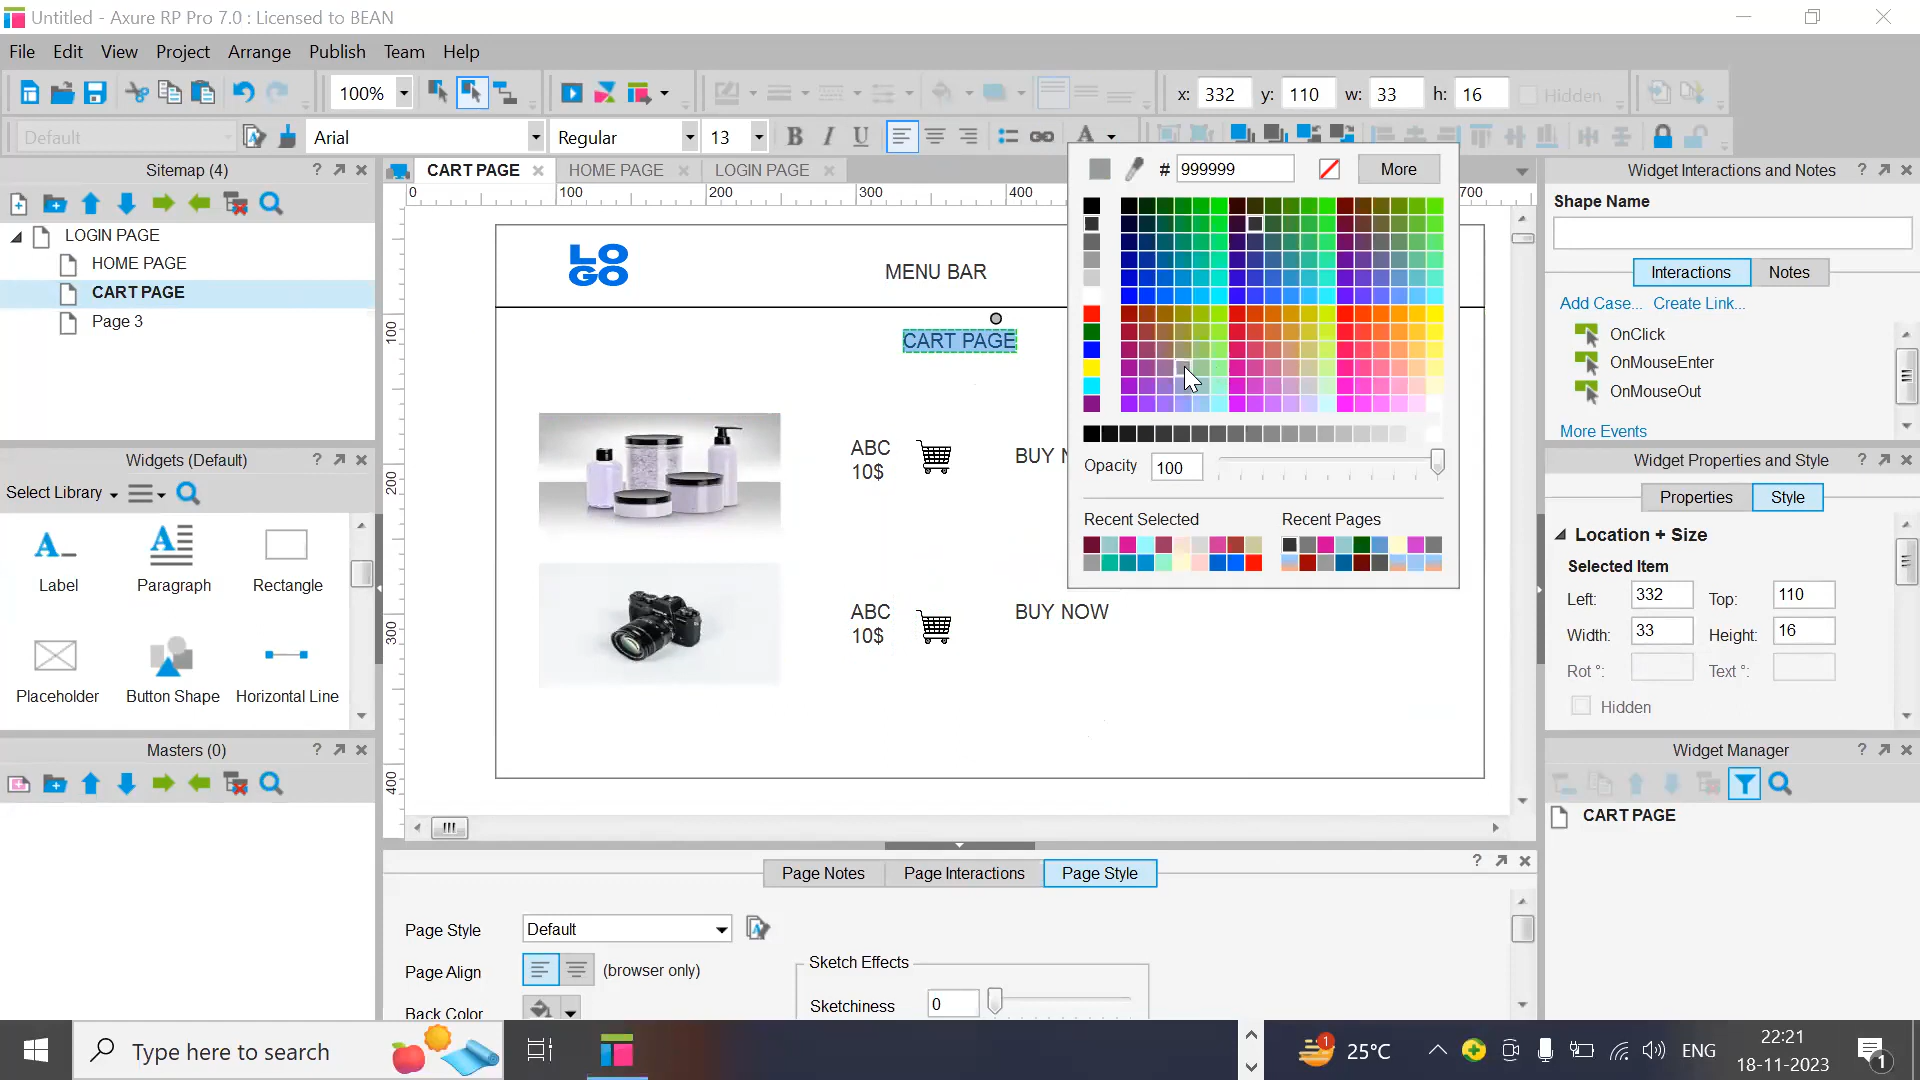 Untitled - Axure RP Pro 7.0 : Licensed to BEAN
File Edit View Project Arrange Publish Team Help
100%
x: 332 y: 110 w: 33 h: 16 Hidden
Default
Arial
Regular
13
B I U
A
Sitemap (4)
CART PAGE
HOME PAGE
LOGIN PAGE
0 100 200 300 400 700
LOGIN PAGE
HOME PAGE
CART PAGE
Page 3
Widgets (Default)
Select Library
Label
Paragraph
Rectangle
Placeholder
Button Shape
Horizontal Line
Masters (0)
100
200
300
400
LO
GO
MENU BAR
CART PAGE
ABC
10$
BUY N
ABC
10$
BUY NOW
# 999999
More
Opacity 100
Recent Selected
Recent Pages
Page Notes
Page Interactions
Page Style
Page Style Default
Page Align (browser only)
Back Color
Sketch Effects
Sketchiness 0
Widget Interactions and Notes
Shape Name
Interactions
Notes
Add Case... Create Link...
OnClick
OnMouseEnter
OnMouseOut
More Events
Widget Properties and Style
Properties
Style
Location + Size
Selected Item
Left: 332 Top: 110
Width: 33 Height: 16
Rot °: Text °:
Hidden
Widget Manager
CART PAGE
Type here to search
1
25°C
ENG
22:21
18-11-2023
1